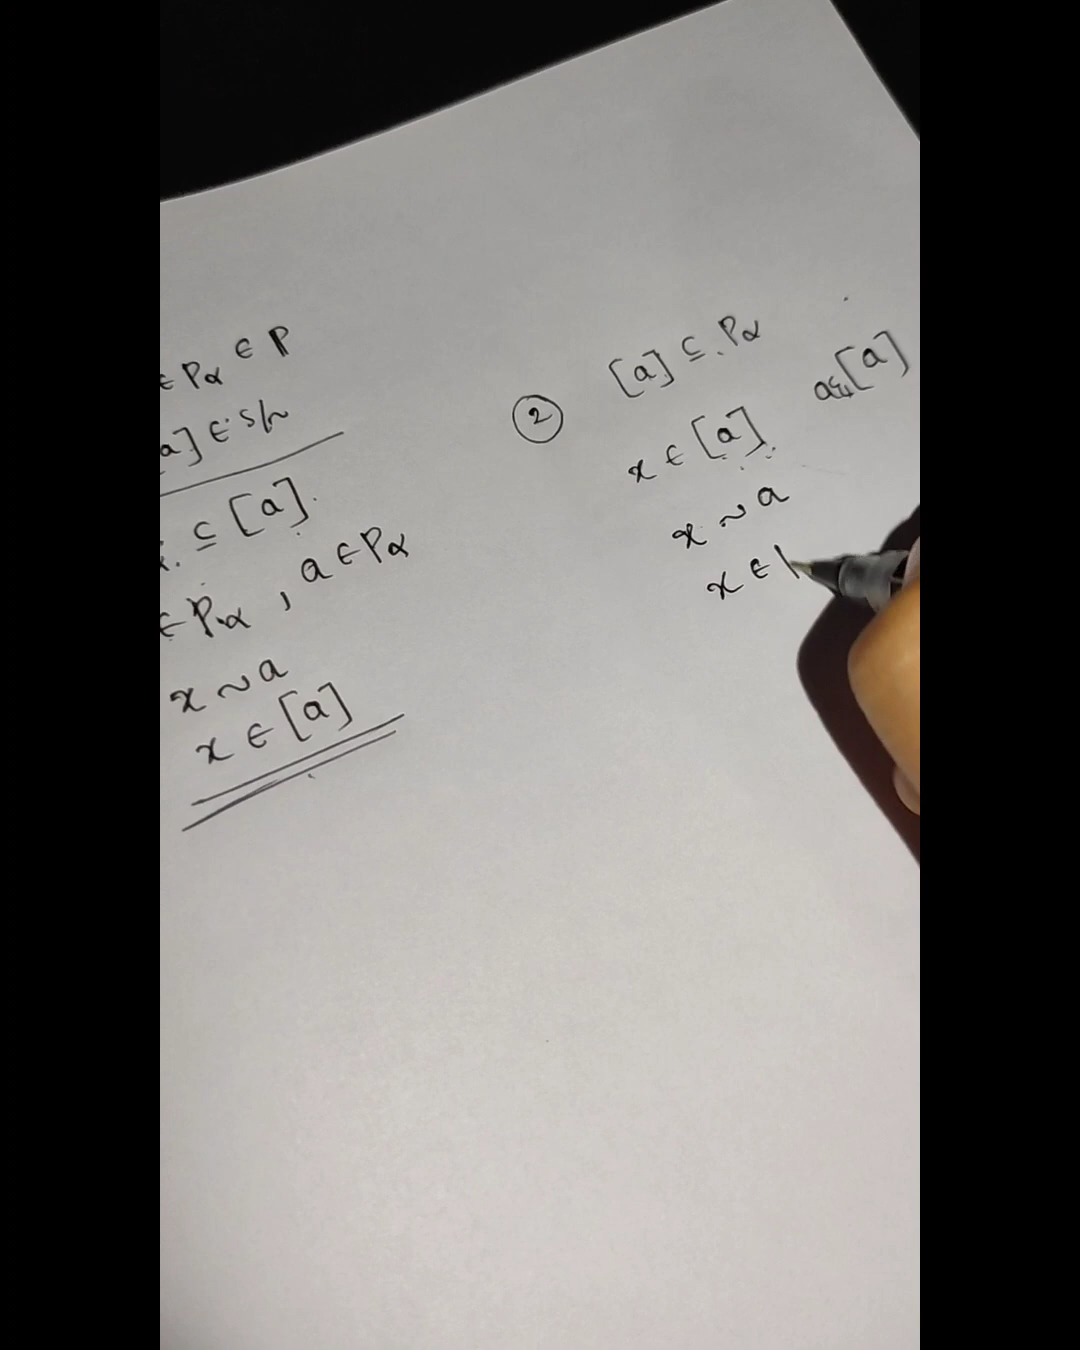 ∈ Pα ∈ P
a] ∈ S/~
⊆ [a].
∈ Pα , a ∈ Pα
x ~ a
x ∈ [a]
② [a] ⊆ Pα
x ∈ [a] a∈[a]
x ~ a
x ∈